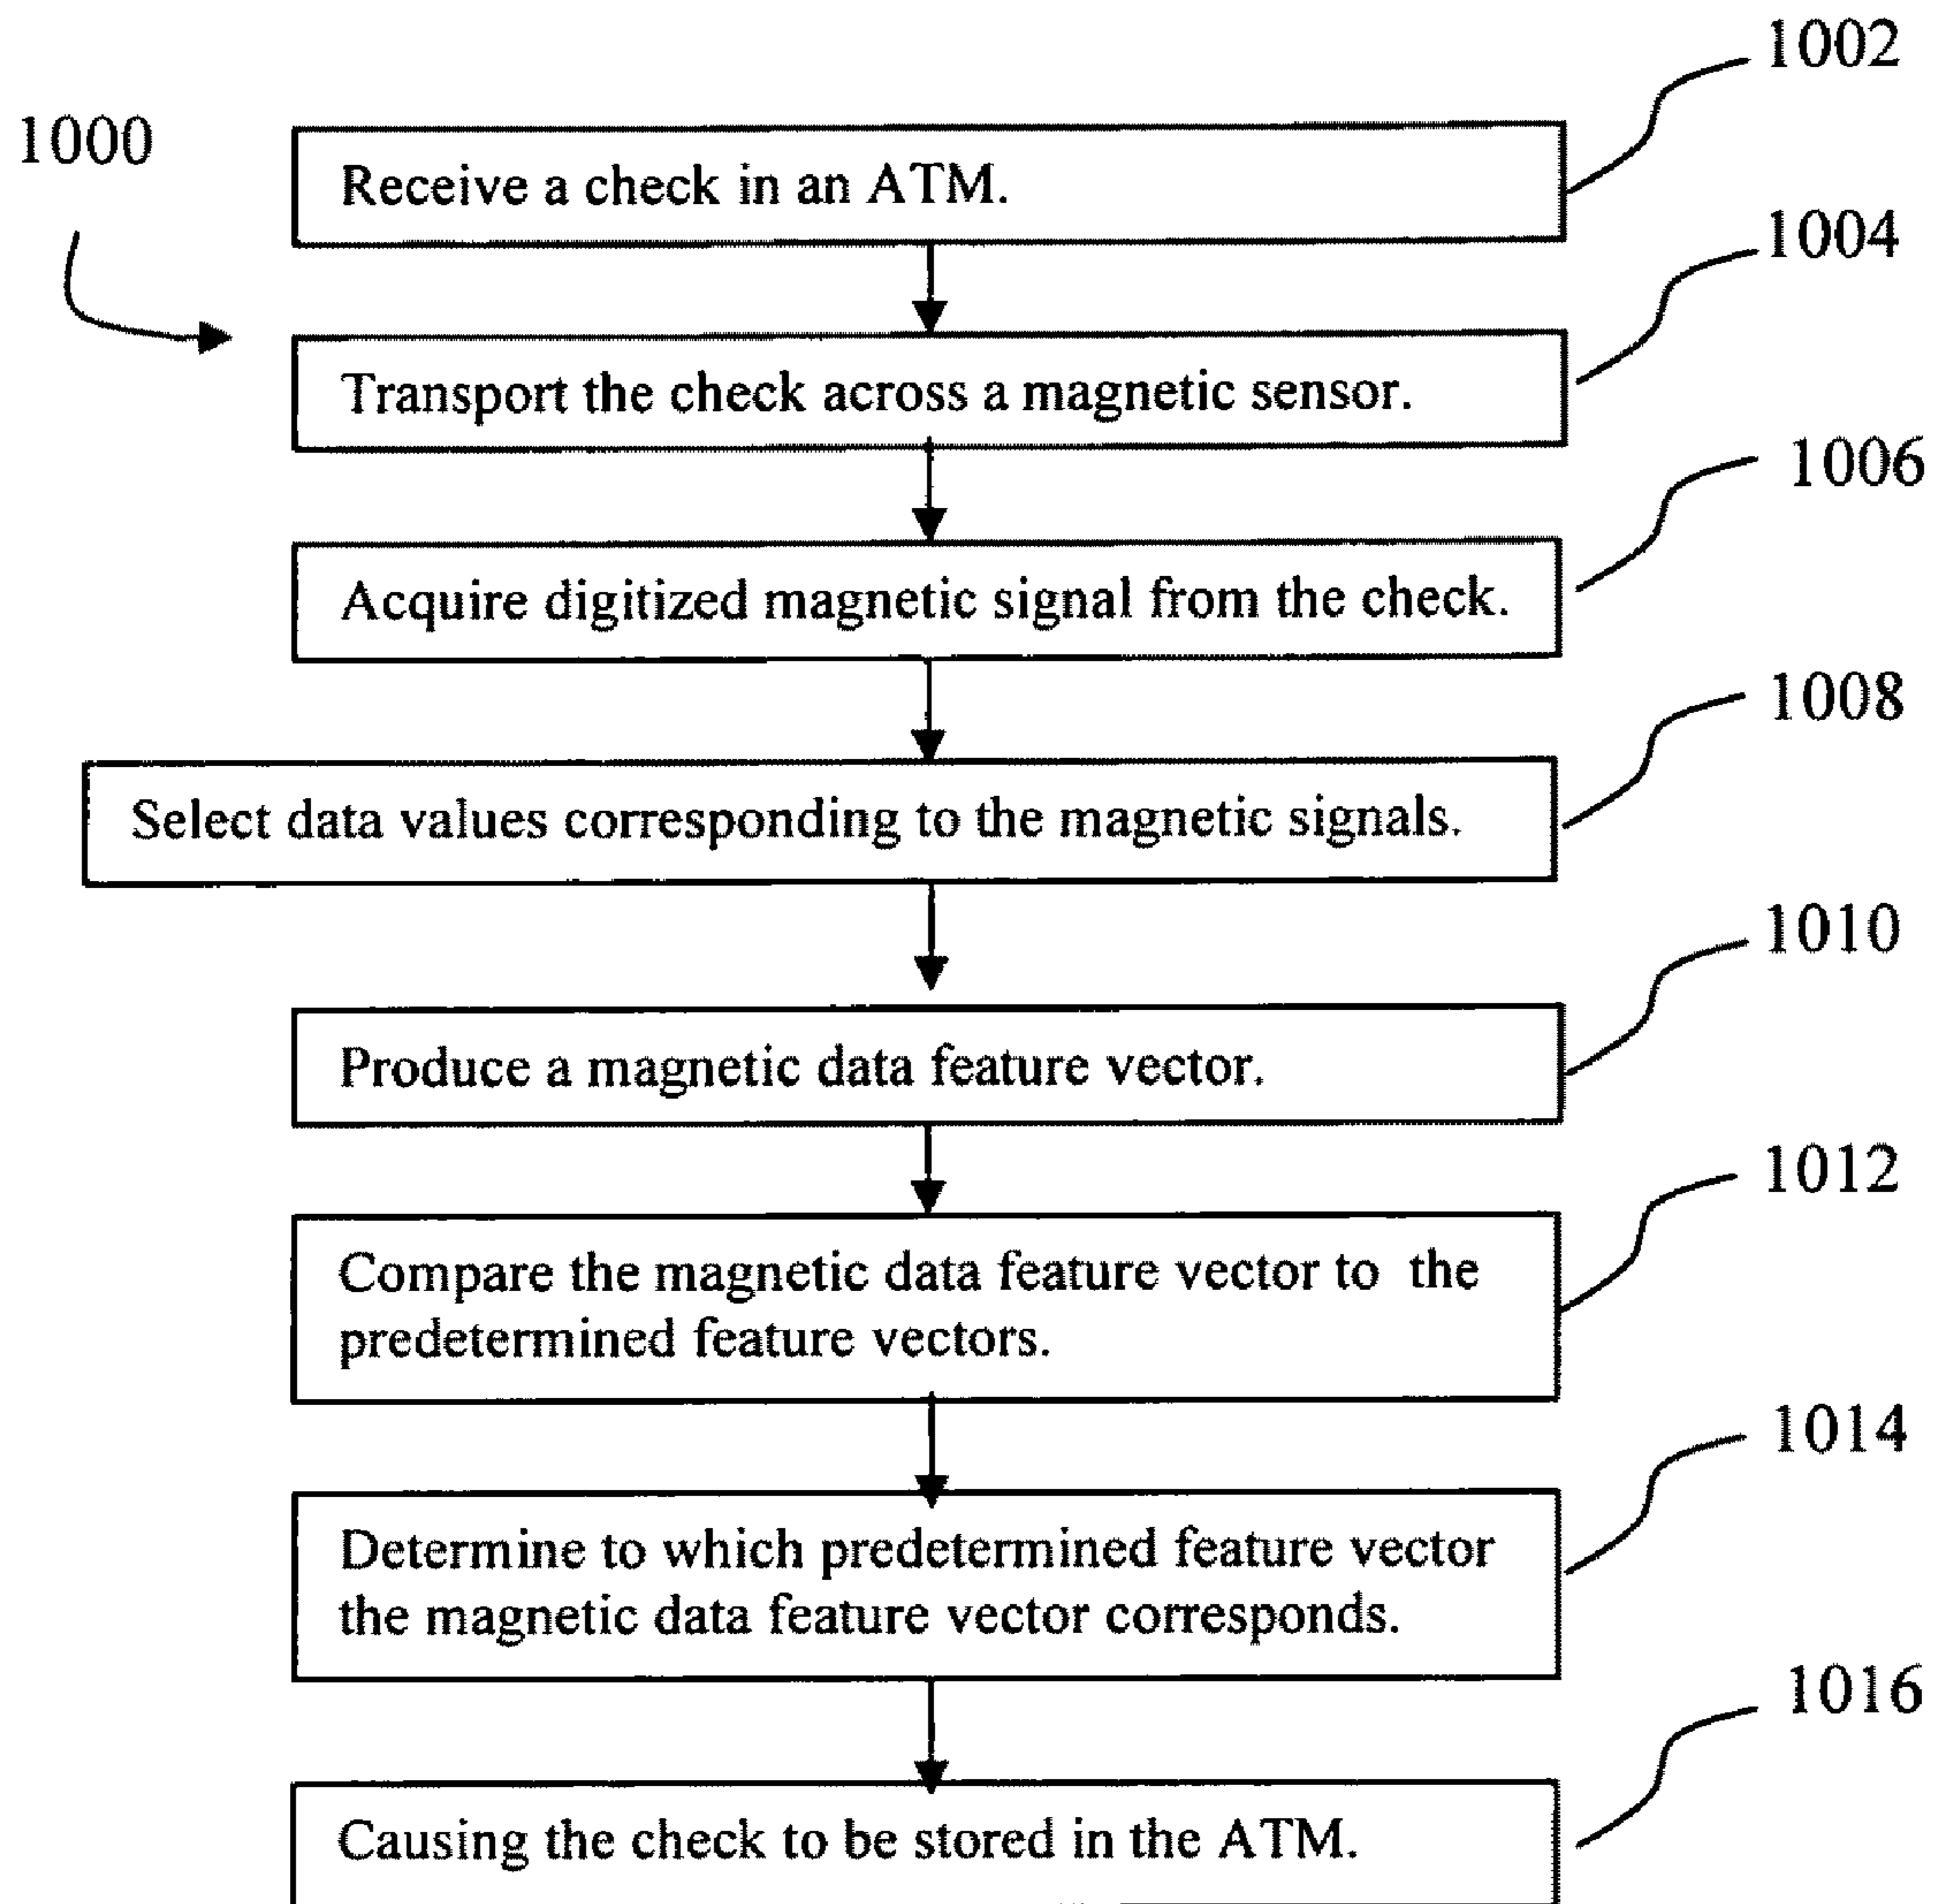 1002
1000
Receive a check in an ATM.
1004
Transport the check across a magnetic sensor.
1006
Acquire digitized magnetic signal from the check.
1008
Select data values corresponding to the magnetic signals.
1010
Produce a magnetic data feature vector.
1012
Compare the magnetic data feature vector to the
predetermined feature vectors.
1014
Determine to which predetermined feature vector
the magnetic data feature vector corresponds.
1016
Causing the check to be stored in the ATM.